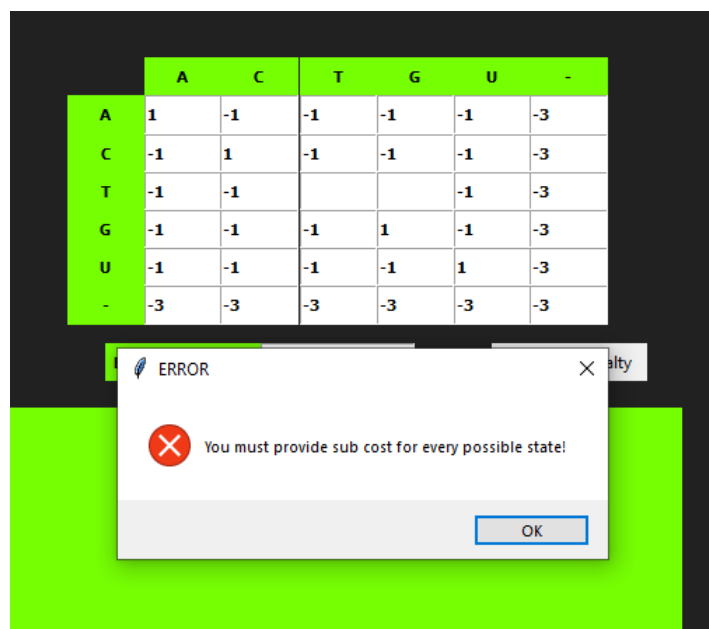 A C T G U -
A 1 -1 -1 -1 -1 -3
C -1 1 -1 -1 -1 -3
T -1 -1 -1 -3
G -1 -1 -1 1 -1 -3
U -1 -1 -1 -1 1 -3
- -3 -3 -3 -3 -3 -3
ERROR
You must provide sub cost for every possible state!
OK